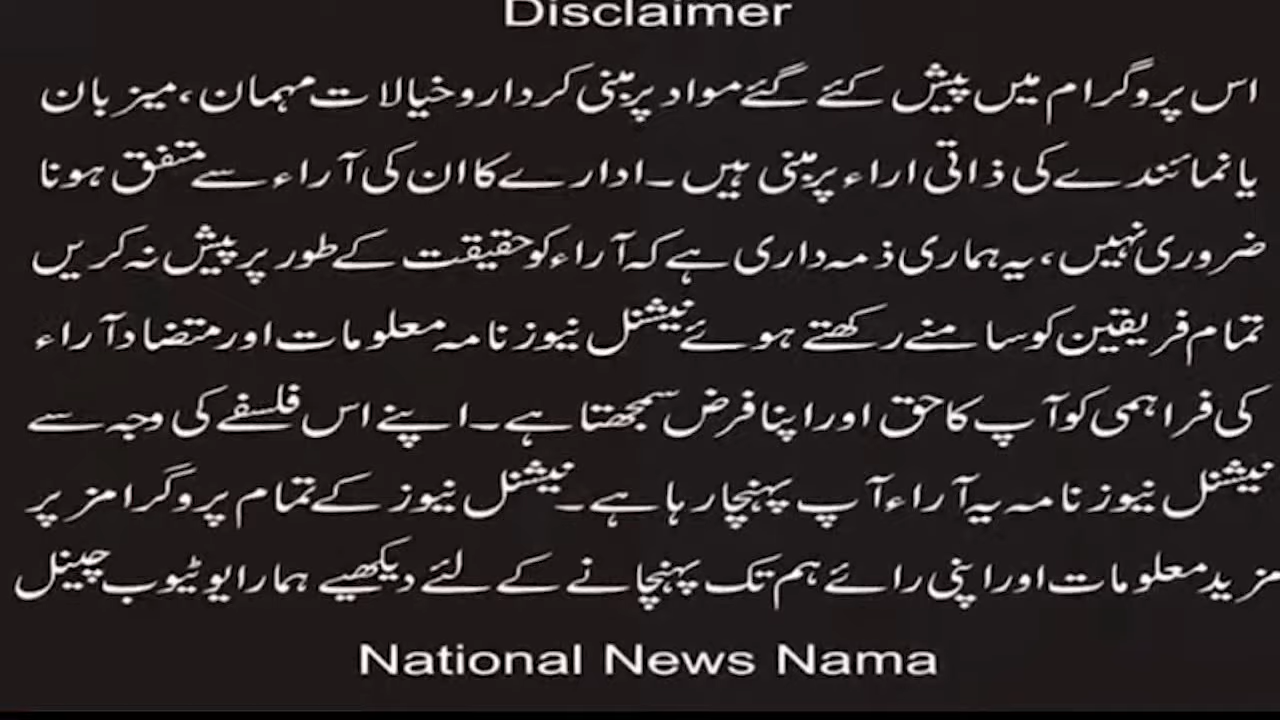 Disclaimer
اس پروگرام میں پیش کئے گئے مواد پر مبنی کردار و خیالات مہمان، میزبان
یا نمائندے کی ذاتی اراء پر مبنی ہیں۔ ادارے کا ان کی آراء سے متفق ہونا
ضروری نہیں، یہ ہماری ذمہ داری ہے کہ آراء کو حقیقت کے طور پر پیش نہ کریں
تمام فریقین کو سامنے رکھتے ہوئے نیشنل نیوز نامہ معلومات اور متضاد آراء
کی فراہمی کو آپ کا حق اور اپنا فرض سمجھتا ہے۔ اپنے اس فلسفے کی وجہ سے
نیشنل نیوز نامہ یہ آراء آپ پہنچا رہا ہے۔ نیشنل نیوز کے تمام پروگرامز پر
مزید معلومات اور اپنی رائے ہم تک پہنچانے کے لئے دیکھیے ہمارا یوٹیوب چینل
National News Nama